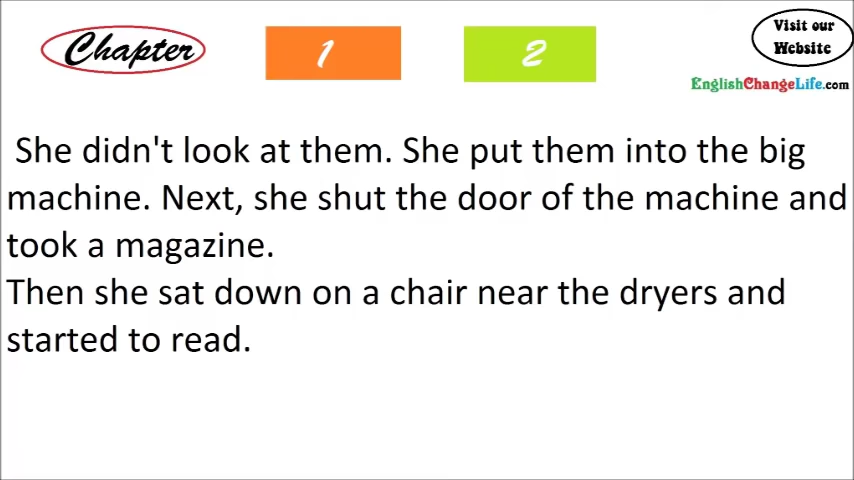 Chapter
1
2
Visit our
Website
EnglishChangeLife.com
She didn't look at them. She put them into the big
machine. Next, she shut the door of the machine and
took a magazine.
Then she sat down on a chair near the dryers and
started to read.